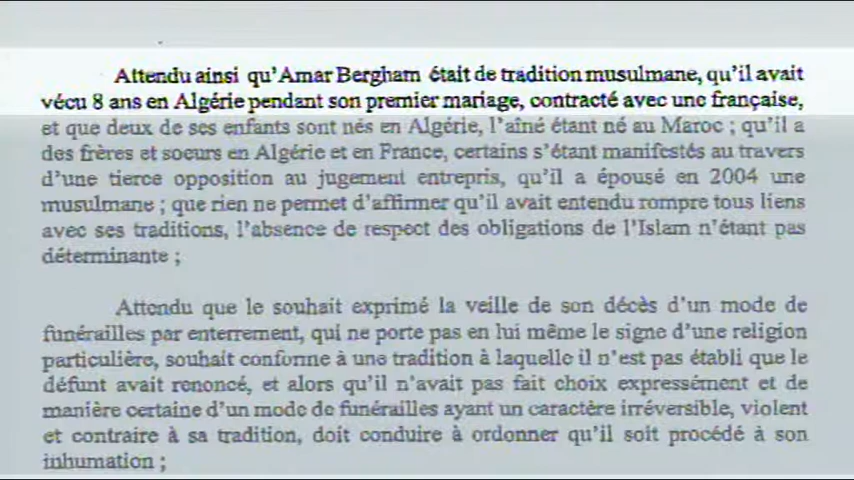 Attendu ainsi qu'Amar Bergham était de tradition musulmane, qu'il avait
vécu 8 ans en Algérie pendant son premier mariage, contracté avec une française,
et que deux de ses enfants sont nés en Algérie, l'aîné étant né au Maroc ; qu'il a
des frères et soeurs en Algérie et en France, certains s'étant manifestés au travers
d'une tierce opposition au jugement entrepris, qu'il a épousé en 2004 une
musulmane ; que rien ne permet d'affirmer qu'il avait entendu rompre tous liens
avec ses traditions, l'absence de respect des obligations de l'Islam n'étant pas
déterminante ;
Attendu que le souhait exprimé la veille de son décès d'un mode de
funérailles par enterrement, qui ne porte pas en lui même le signe d'une religion
particulière, souhait conforme à une tradition à laquelle il n'est pas établi que le
défunt avait renoncé, et alors qu'il n'avait pas fait choix expressément et de
manière certaine d'un mode de funérailles ayant un caractère irréversible, violent
et contraire à sa tradition, doit conduire à ordonner qu'il soit procédé à son
inhumation ;